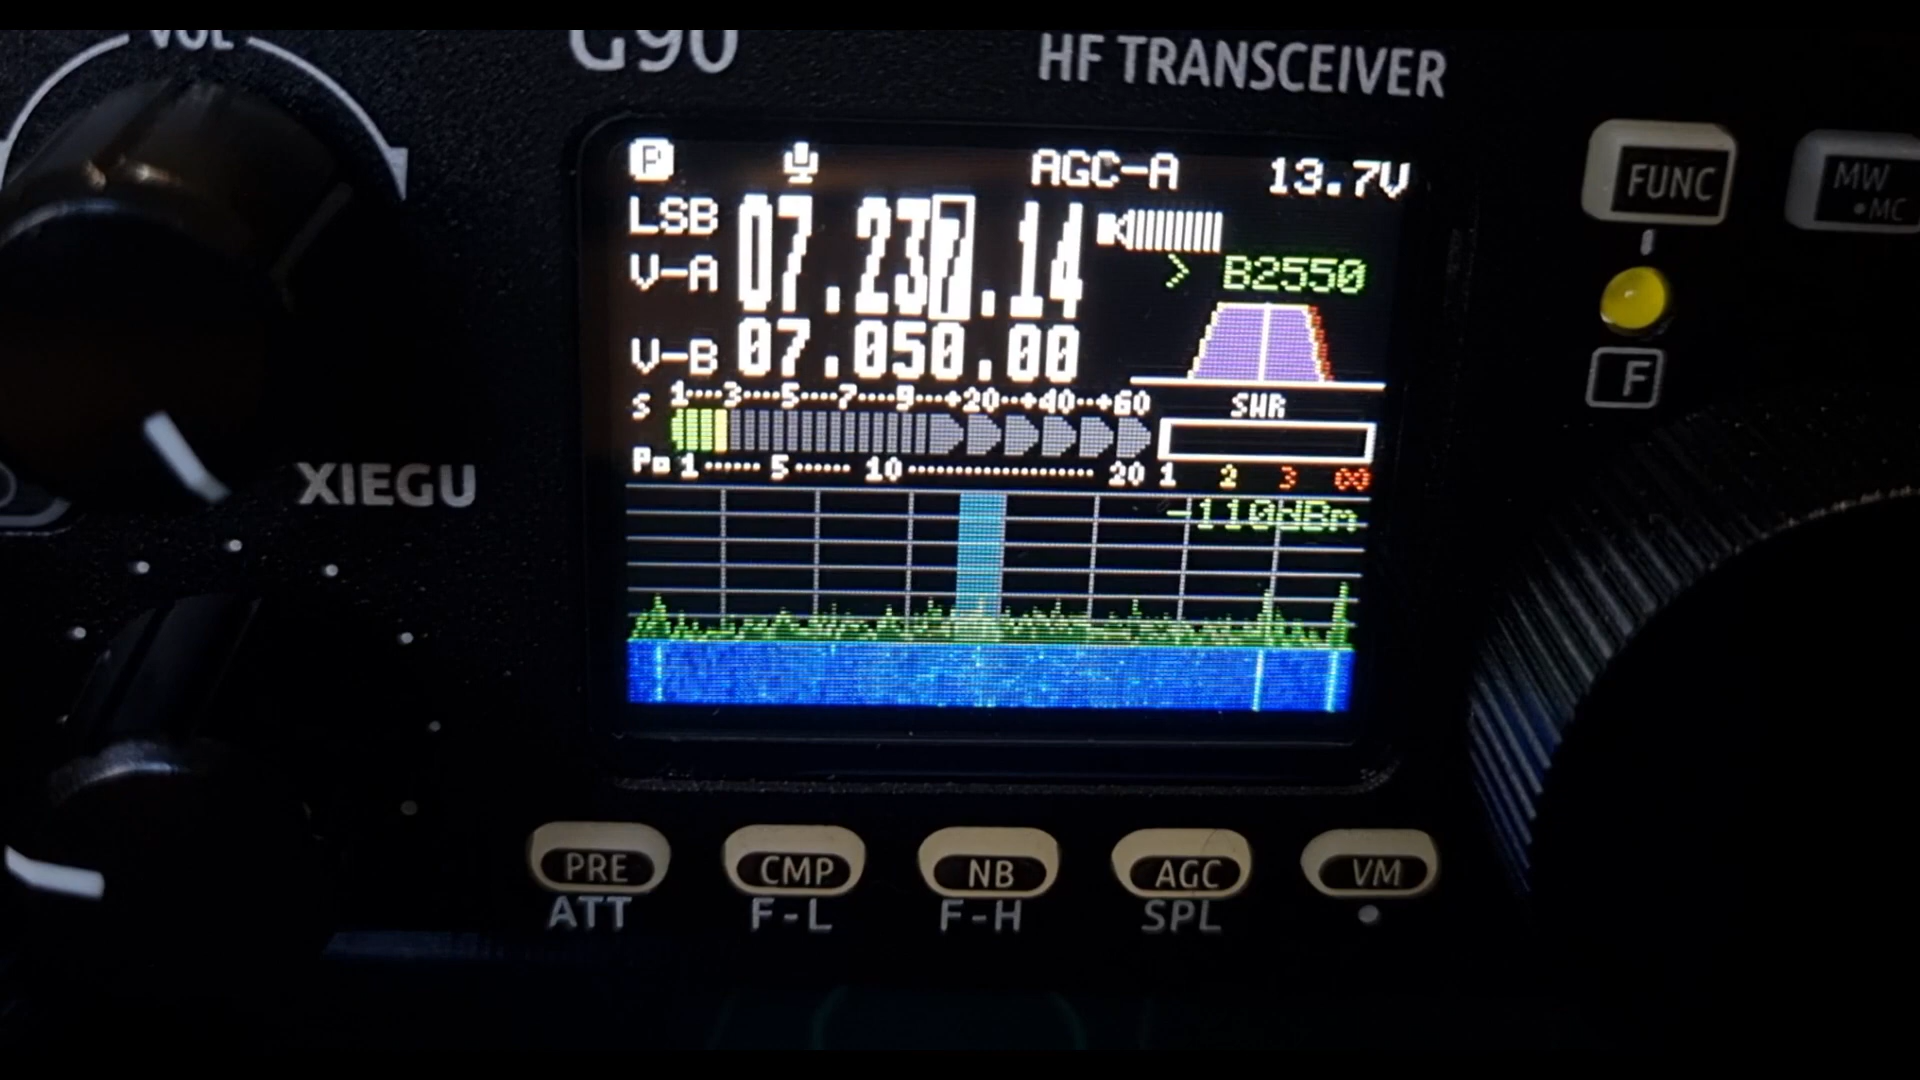 VOL
G90
HF TRANSCEIVER
P AGC-A 13.7V
LSB
V-A 07.237.14
> B2550
V-B 07.050.00
S 1····3····5····7····9···+20··+40··+60
SWR
Po 1······5······10······················20
1 2 3 ∞
-110dBm
XIEGU
FUNC
MW
•MC
F
PRE CMP NB AGC VM
ATT F-L F-H SPL •